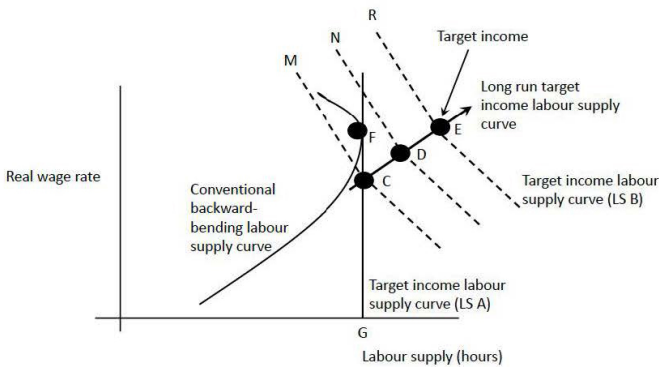 R
Target income
N
M
Long run target
income labour supply
curve
F
E
D
Real wage rate
C
Target income labour
supply curve (LS B)
Conventional
backward-
bending labour
supply curve
Target income labour
supply curve (LS A)
G
Labour supply (hours)